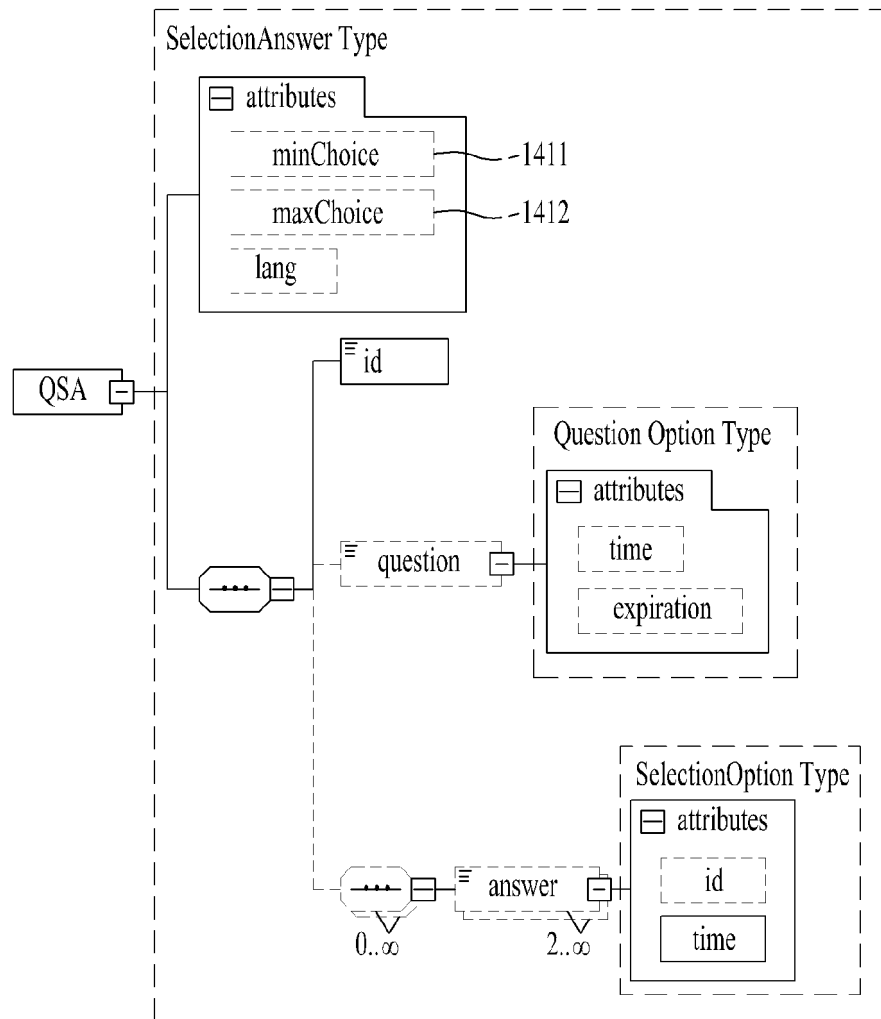 SelectionAnswer Type
attributes
minChoice
-1411
maxChoice
-1412
lang
id
QSA
Question Option Type
attributes
time
question
expiration
SelectionOption Type
attributes
id
answer
time
0..∞
2..∞